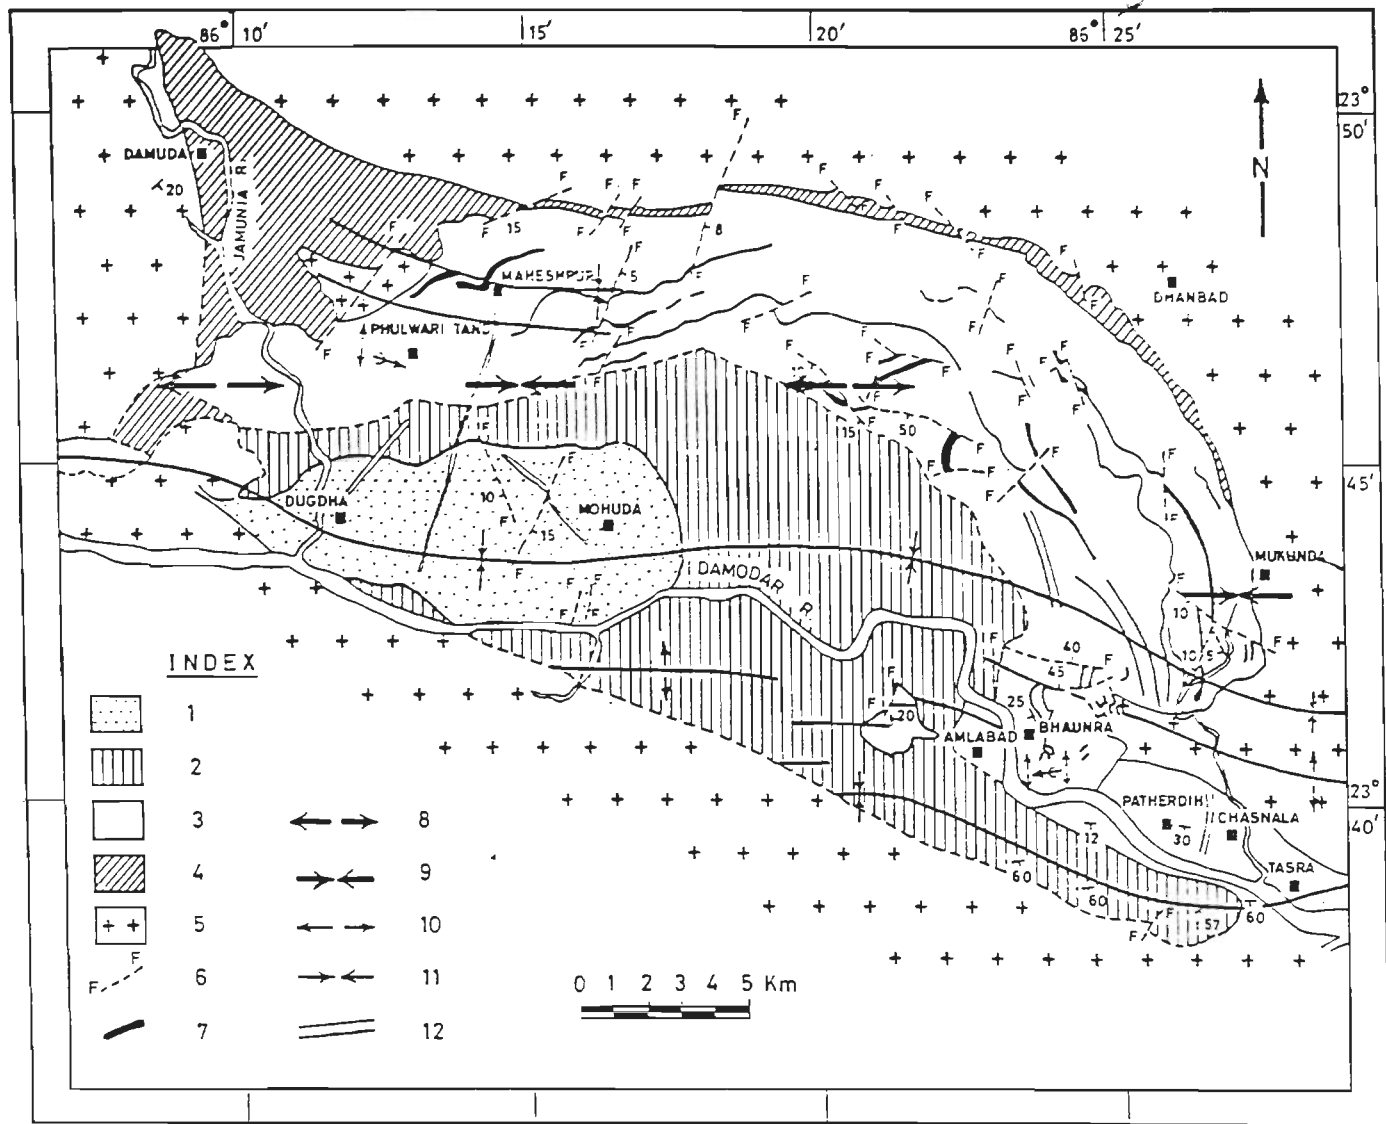 86° 10′ 15′ 20′ 86° 25′
23°
50′
N
F
F
DAMUDA
20
JAMUNIA R.
F F F F F F
F F 15 F F F
8
F F
MAHESHPUR 5 F
DHANBAD
F F F
PHULWARI TAND
F F F
F F F F F
F F F
15 F 50 F
F F F
F
45′
F F
DUGDHA 10
MOHUDA
F 15
F
MUKUNDA
DAMODAR R.
F F F
F 10
F
F 40 F
10 5
45 F
INDEX
F
25
1
20 7
AMLABAD BHAUNRA
2
23°
PATHERDIH
40′
3 8
CHASNALA
12 30
4 9
TASRA
60
60 60
5 10
F 57
F
F
6 11
F
0 1 2 3 4 5 Km
7 12